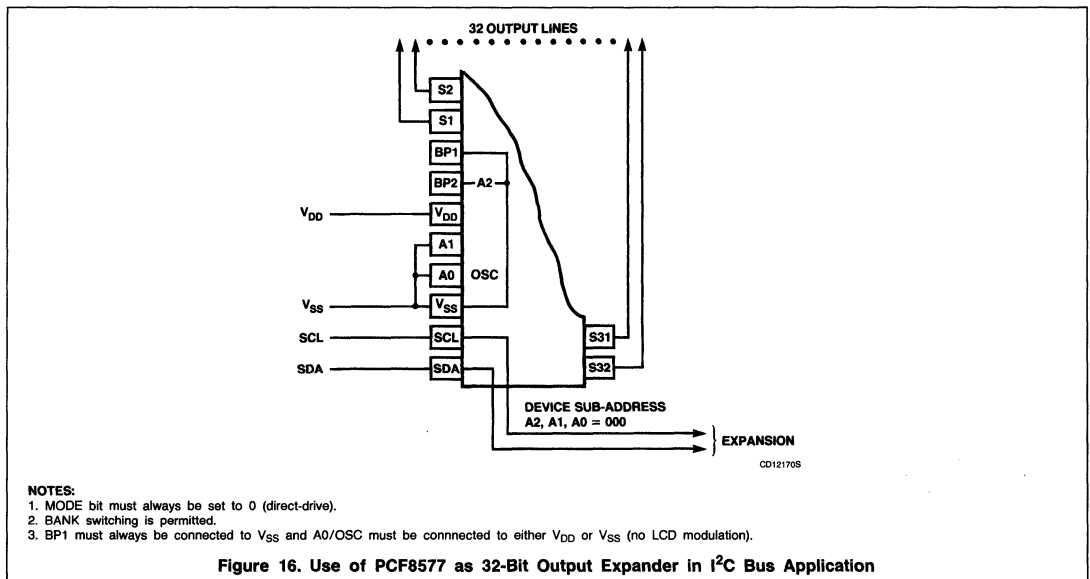 32 OUTPUT LINES
S2
S1
BP1
BP2 A2
VDD VDD
A1
A0 OSC
VSS VSS
SCL SCL
SDA SDA
S31
S32
DEVICE SUB-ADDRESS
A2, A1, A0 = 000
EXPANSION
CD12170S
NOTES:
1. MODE bit must always be set to 0 (direct-drive).
2. BANK switching is permitted.
3. BP1 must always be connected to VSS and A0/OSC must be connnected to either VDD or VSS (no LCD modulation).
Figure 16. Use of PCF8577 as 32-Bit Output Expander in I²C Bus Application